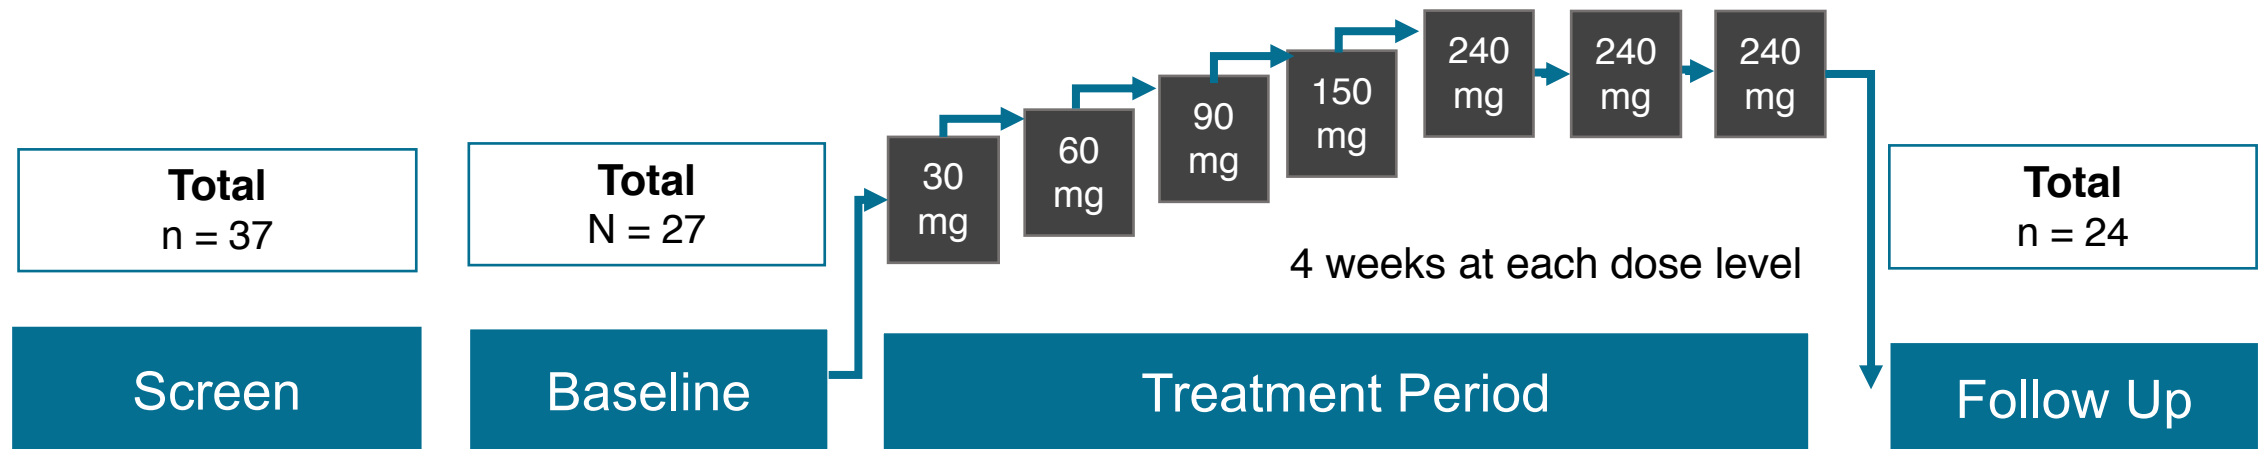 Total
n = 37
Screen
Total
N = 27
Baseline
30
mg
60
mg
90
mg
150
mg
240
mg
240
mg
240
mg
4 weeks at each dose level
Treatment Period
Total
n = 24
Follow Up